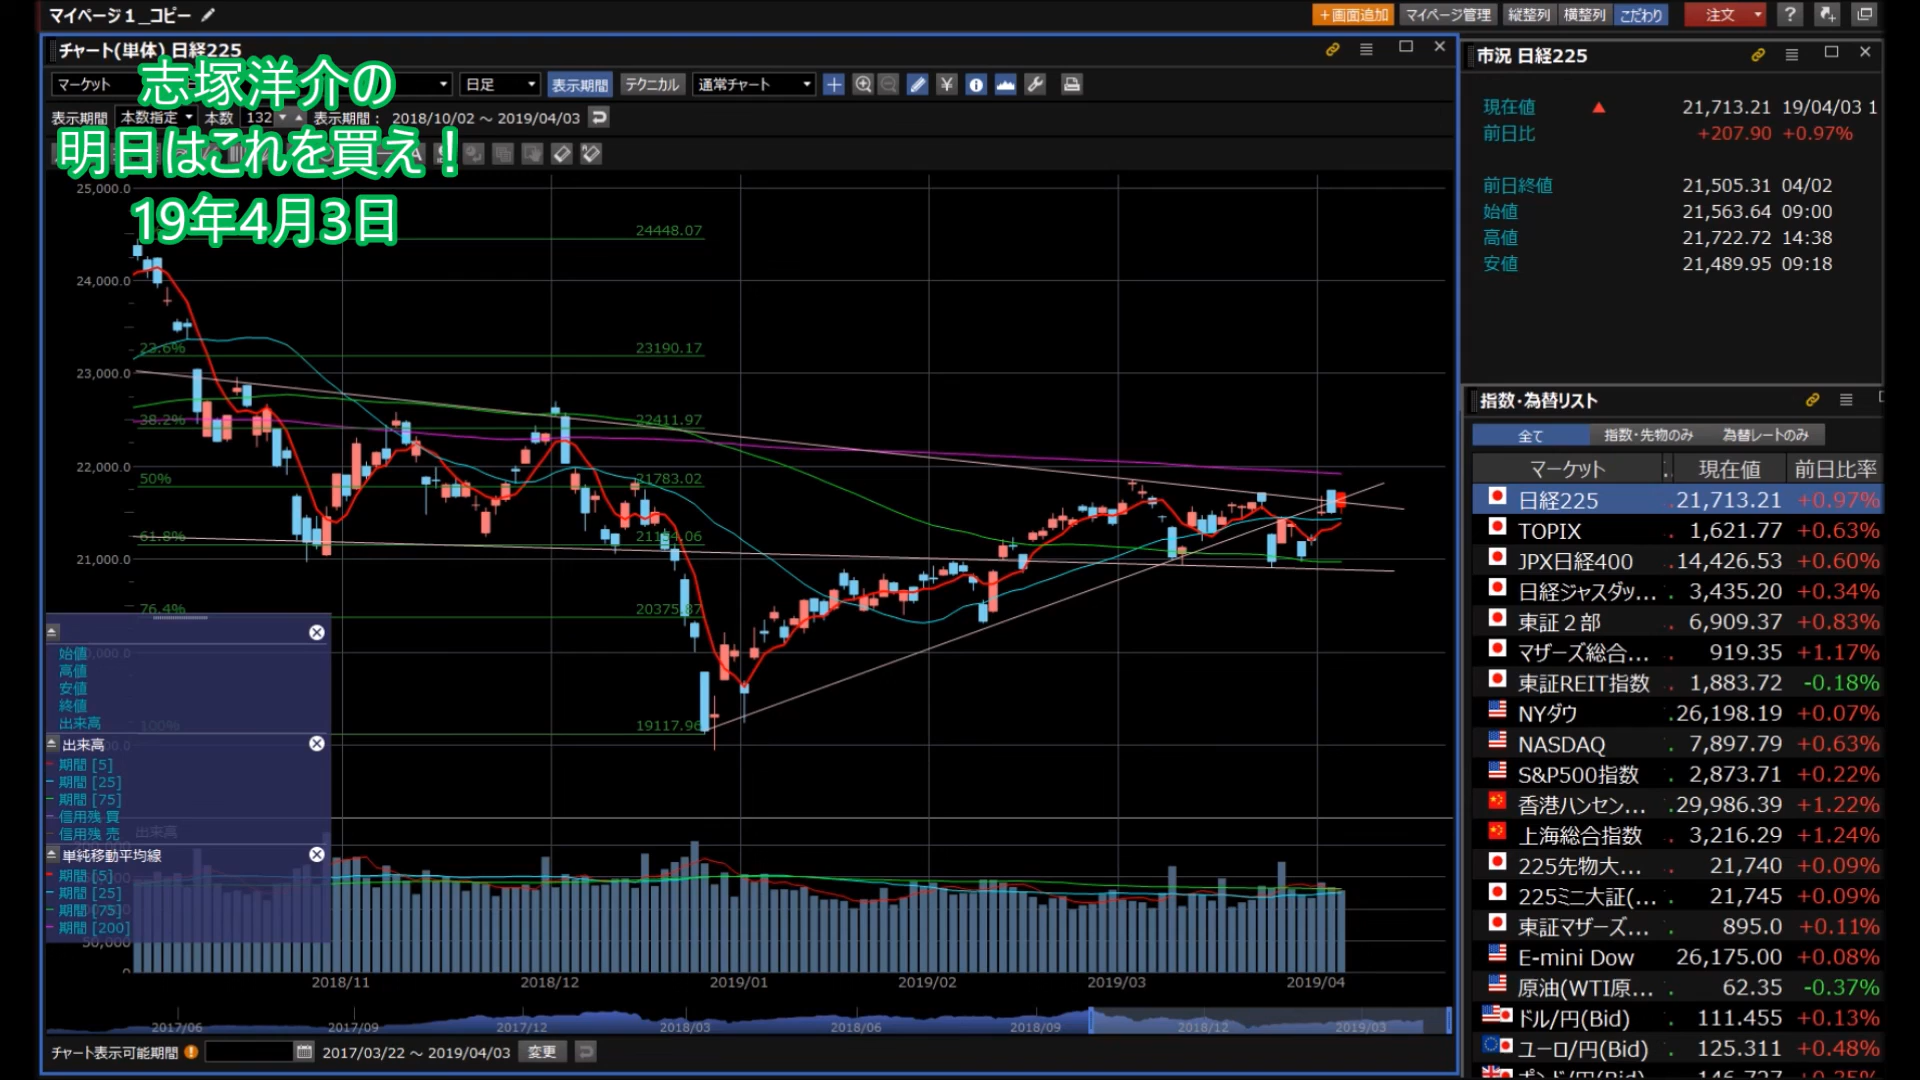 マイページ1_コピー
+画面追加 マイページ管理 縦整列 横整列 こだわり 注文 ?
チャート(単体) 日経225
マーケット 日足 表示期間 テクニカル 通常チャート
表示期間 本数指定 本数 132 表示期間: 2018/10/02 ～ 2019/04/03
志塚洋介の
明日はこれを買え！
19年4月3日
25,000.0
24448.07
24,000.0
23.6% 23190.17
23,000.0
38.2% 22411.97
22,000.0
50% 21783.02
61.8%
21,000.0
76.4%
始値
高値
安値
終値
出来高
100% 19117.96
出来高
期間 [5]
期間 [25]
期間 [75]
信用残 買
信用残 売
出来高
単純移動平均線
期間 [5]
期間 [25]
期間 [75]
期間 [200]
50,000
0
2018/11 2018/12 2019/01 2019/02 2019/03 2019/04
2017/06 2017/09 2017/12 2018/03 2018/06 2018/09 2018/12 2019/03
チャート表示可能期間 2017/03/22 ～ 2019/04/03 変更
市況 日経225
現在値 ▲ 21,713.21 19/04/03 1
前日比 +207.90 +0.97%
前日終値 21,505.31 04/02
始値 21,563.64 09:00
高値 21,722.72 14:38
安値 21,489.95 09:18
指数・為替リスト
全て 指数・先物のみ 為替レートのみ
マーケット 現在値 前日比率
日経225 21,713.21 +0.97%
TOPIX 1,621.77 +0.63%
JPX日経400 14,426.53 +0.60%
日経ジャスダッ... 3,435.20 +0.34%
東証２部 6,909.37 +0.83%
マザーズ総合... 919.35 +1.17%
東証REIT指数 1,883.72 -0.18%
NYダウ 26,198.19 +0.07%
NASDAQ 7,897.79 +0.63%
S&P500指数 2,873.71 +0.22%
香港ハンセン... 29,986.39 +1.22%
上海総合指数 3,216.29 +1.24%
225先物大... 21,740 +0.09%
225ミニ大証(... 21,745 +0.09%
東証マザーズ... 895.0 +0.11%
E-mini Dow 26,175.00 +0.08%
原油(WTI原... 62.35 -0.37%
ドル/円(Bid) 111.455 +0.13%
ユーロ/円(Bid) 125.311 +0.48%